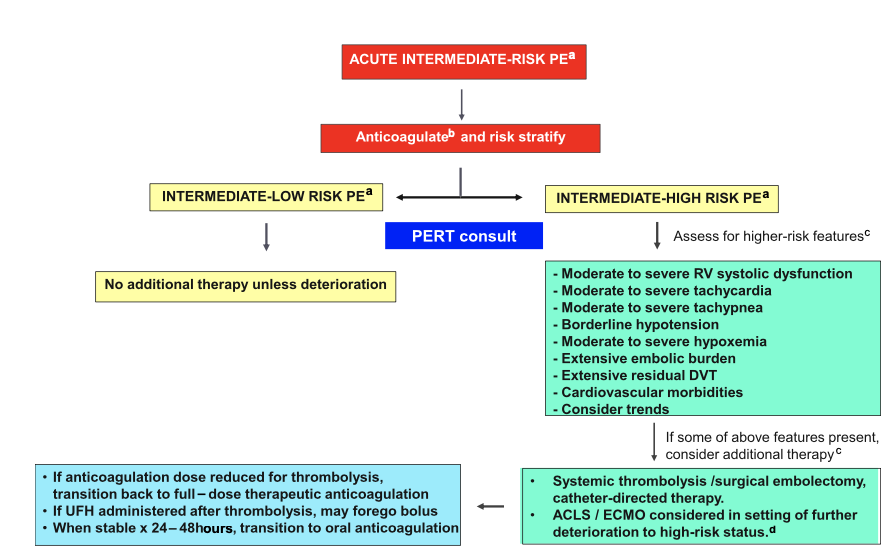 ACUTE INTERMEDIATE-RISK PEa
Anticoagulateb and risk stratify
INTERMEDIATE-LOW RISK PEa
INTERMEDIATE-HIGH RISK PEa
PERT consult
Assess for higher-risk featuresc
No additional therapy unless deterioration
- Moderate to severe RV systolic dysfunction
- Moderate to severe tachycardia
- Moderate to severe tachypnea
- Borderline hypotension
- Moderate to severe hypoxemia
- Extensive embolic burden
- Extensive residual DVT
- Cardiovascular morbidities
- Consider trends
If some of above features present,
consider additional therapyc
• If anticoagulation dose reduced for thrombolysis,
transition back to full–dose therapeutic anticoagulation
• If UFH administered after thrombolysis, may forego bolus
• When stable x 24–48hours, transition to oral anticoagulation
• Systemic thrombolysis /surgical embolectomy,
catheter-directed therapy.
• ACLS / ECMO considered in setting of further
deterioration to high-risk status.d